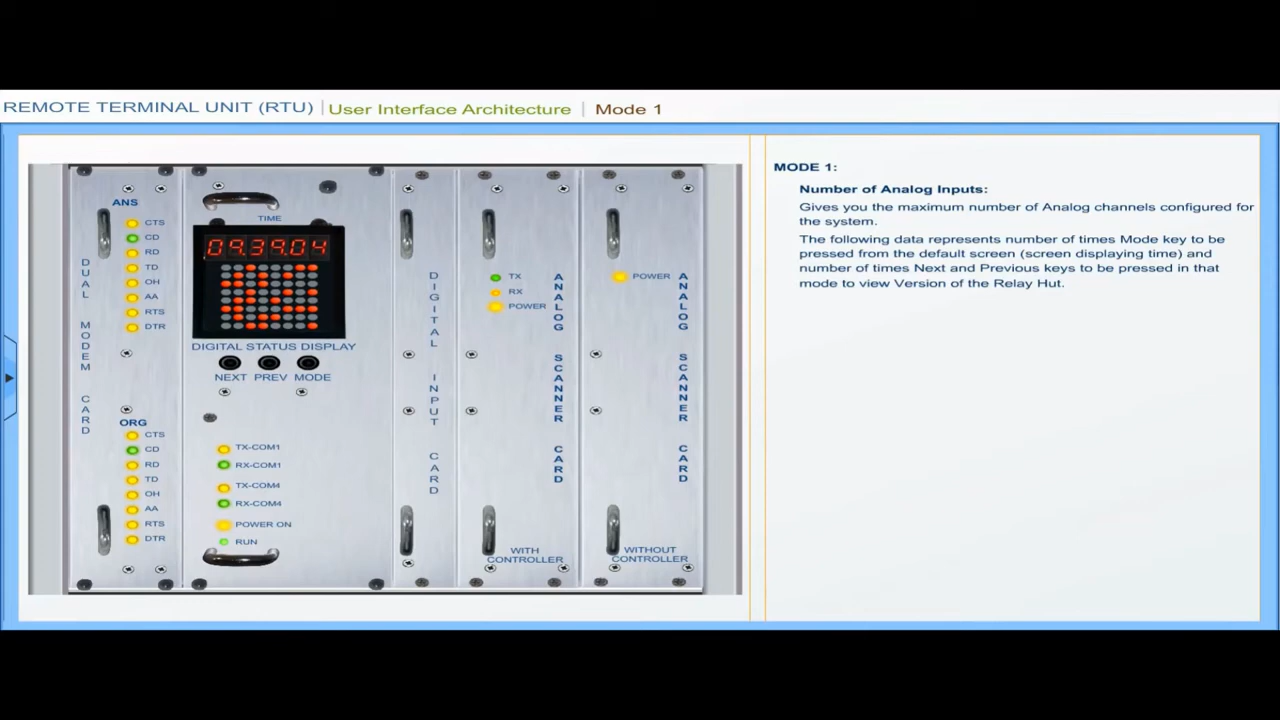 REMOTE TERMINAL UNIT (RTU) | User Interface Architecture | Mode 1
ANS
CTS
CD
RD
TD
OH
AA
RTS
DTR
DUAL MODEM CARD
ORG
CTS
CD
RD
TD
OH
AA
RTS
DTR
TIME
09.39.04
DIGITAL STATUS DISPLAY
NEXT PREV MODE
TX-COM1
RX-COM1
TX-COM4
RX-COM4
POWER ON
RUN
DIGITAL INPUT CARD
TX
RX
POWER
ANALOG SCANNER CARD
WITH
CONTROLLER
POWER
ANALOG SCANNER CARD
WITHOUT
CONTROLLER
MODE 1:
Number of Analog Inputs:
Gives you the maximum number of Analog channels configured for
the system.
The following data represents number of times Mode key to be
pressed from the default screen (screen displaying time) and
number of times Next and Previous keys to be pressed in that
mode to view Version of the Relay Hut.